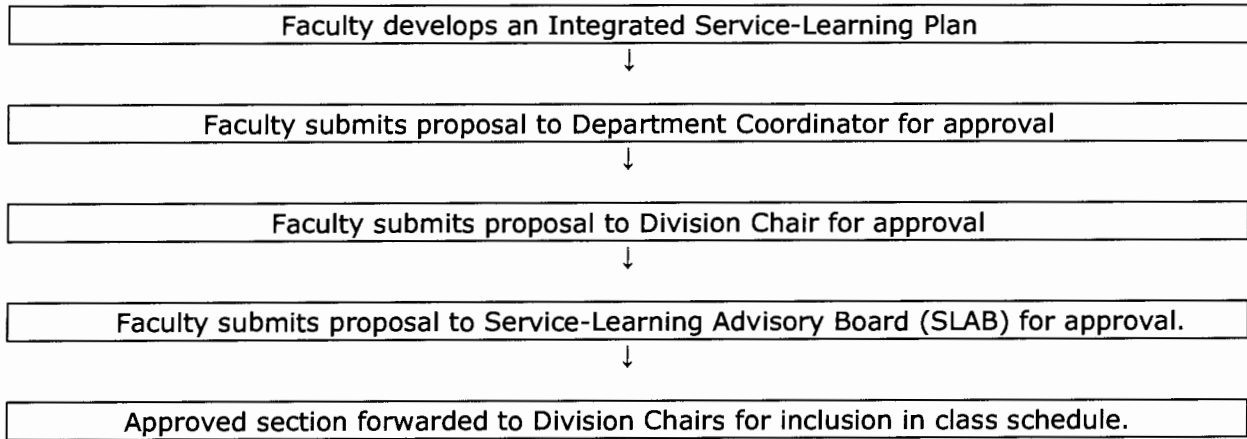 Faculty develops an Integrated Service-Learning Plan
↓
Faculty submits proposal to Department Coordinator for approval
↓
Faculty submits proposal to Division Chair for approval
↓
Faculty submits proposal to Service-Learning Advisory Board (SLAB) for approval.
↓
Approved section forwarded to Division Chairs for inclusion in class schedule.